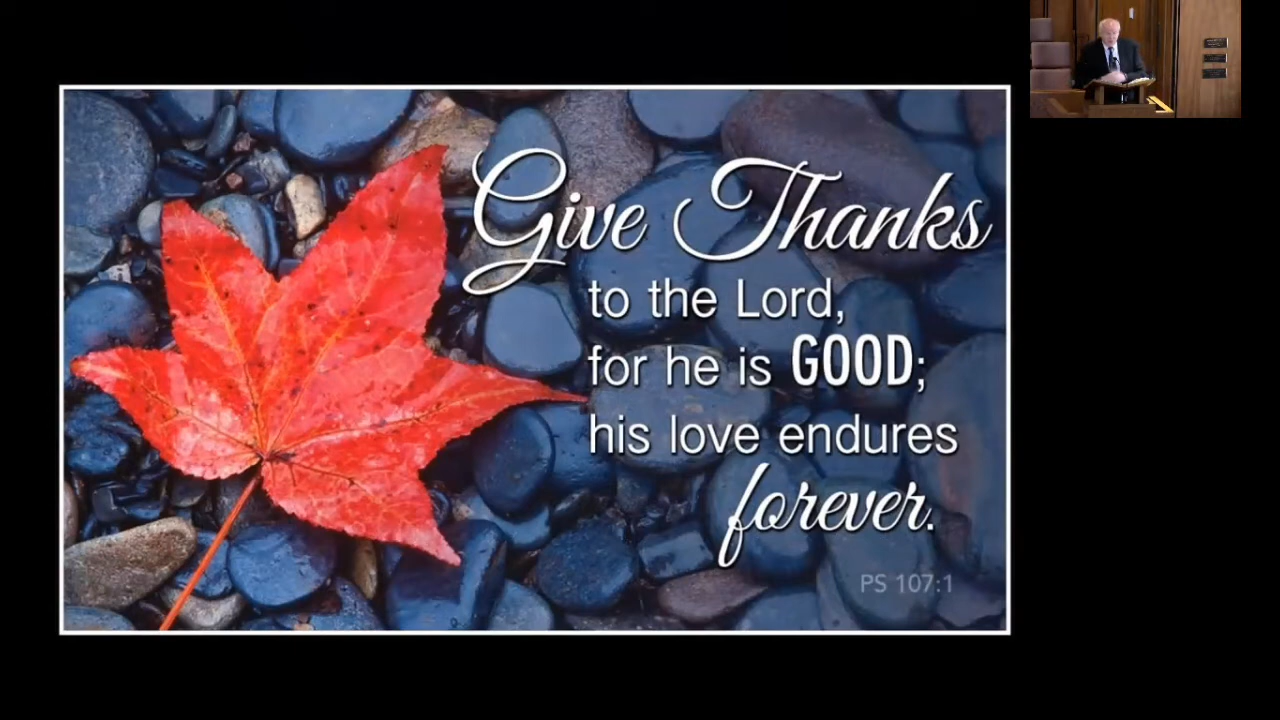 Give Thanks
to the Lord,
for he is GOOD;
his love endures
forever.
PS 107:1